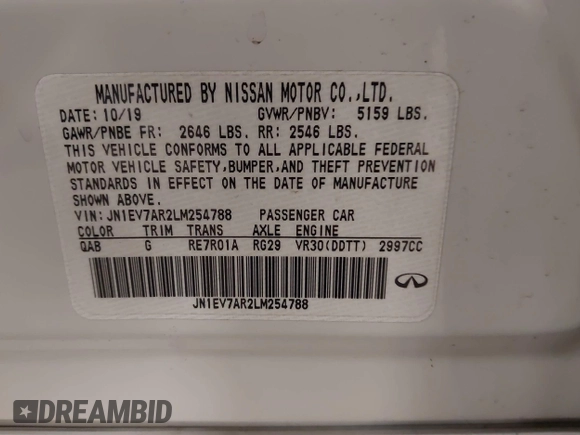 MANUFACTURED BY NISSAN MOTOR CO.,LTD.
DATE: 10/19 GVWR/PNBV: 5159 LBS.
GAWR/PNBE FR: 2646 LBS. RR: 2546 LBS.
THIS VEHICLE CONFORMS TO ALL APPLICABLE FEDERAL
MOTOR VEHICLE SAFETY,BUMPER,AND THEFT PREVENTION
STANDARDS IN EFFECT ON THE DATE OF MANUFACTURE
SHOWN ABOVE.
VIN: JN1EV7AR2LM254788 PASSENGER CAR
COLOR TRIM TRANS AXLE ENGINE
QAB G RE7R01A RG29 VR30(DDTT) 2997CC
JN1EV7AR2LM254788
DREAMBID